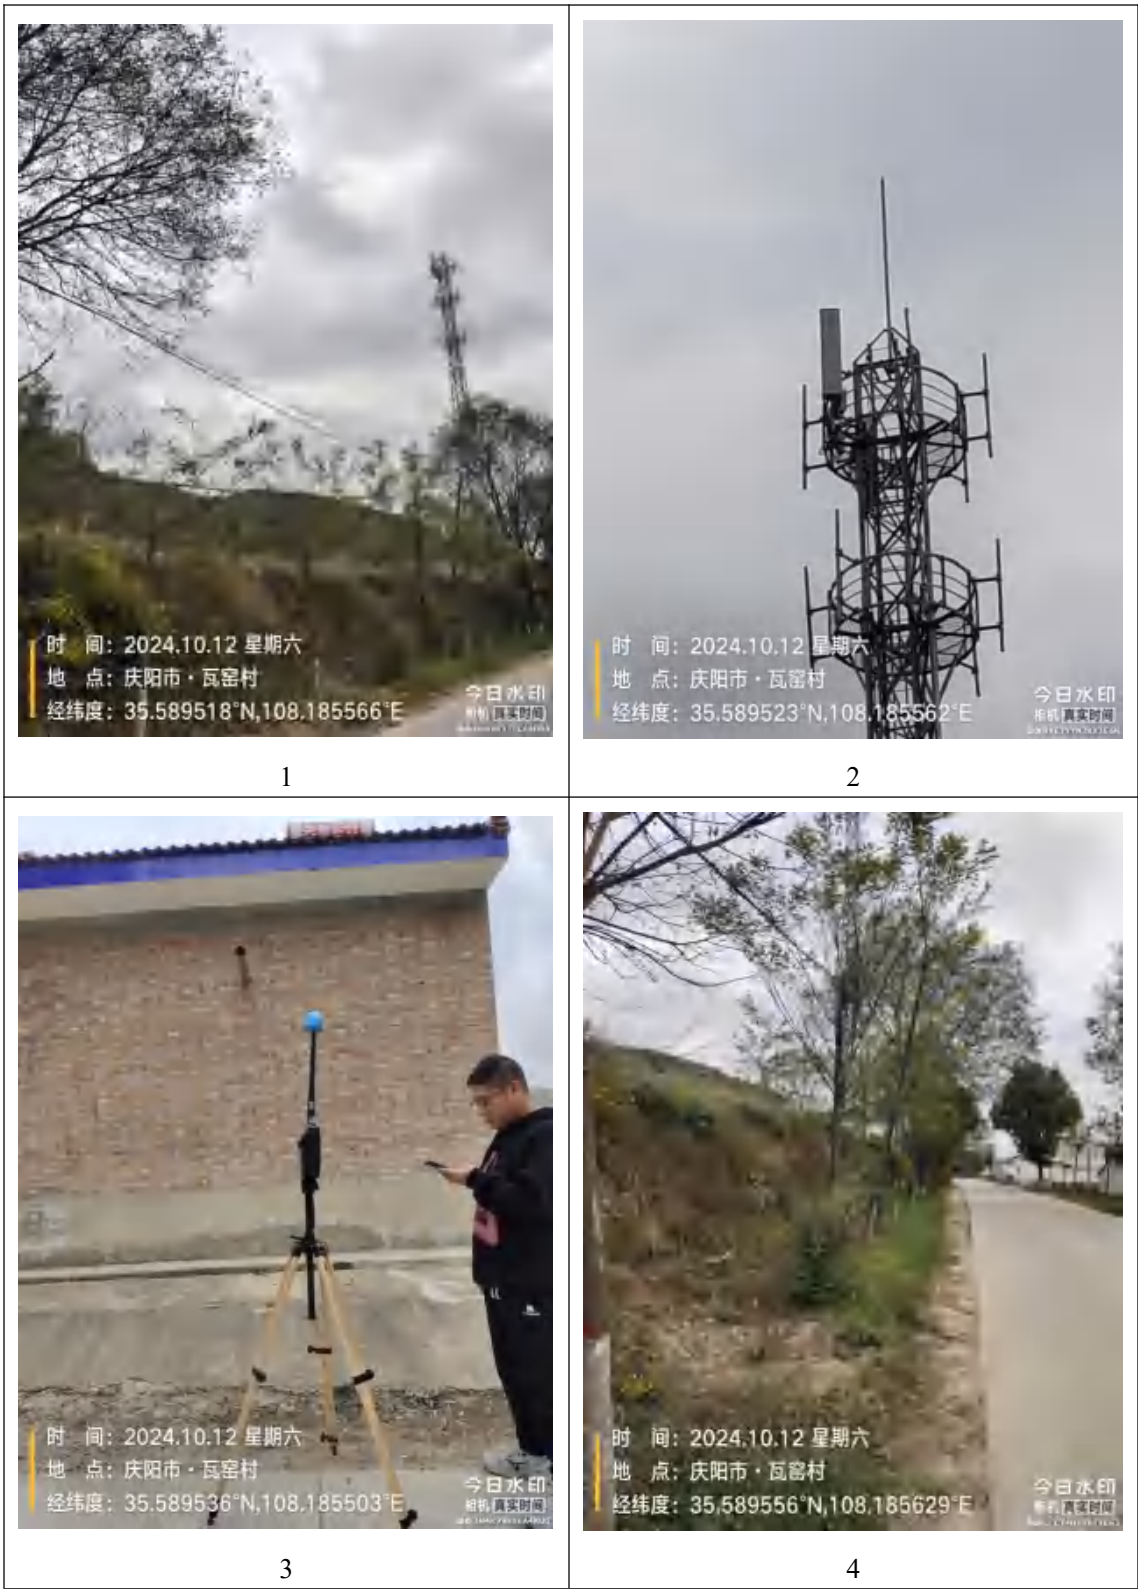 时 间：2024.10.12 星期六
地 点：庆阳市·瓦窑村
经纬度：35.589518°N,108.185566°E
今日水印
相机 真实时间
1
时 间：2024.10.12 星期六
地 点：庆阳市·瓦窑村
经纬度：35.589523°N,108.185562°E
今日水印
相机 真实时间
2
时 间：2024.10.12 星期六
地 点：庆阳市·瓦窑村
经纬度：35.589536°N,108.185503°E
今日水印
相机 真实时间
3
时 间：2024.10.12 星期六
地 点：庆阳市·瓦窑村
经纬度：35.589556°N,108.185629°E
今日水印
相机 真实时间
4